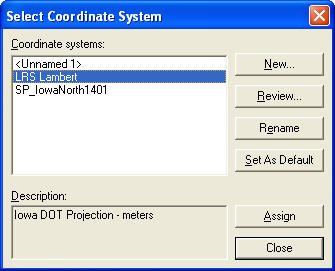 Select Coordinate System
Coordinate systems:
<Unnamed 1>
LRS Lambert
SP_IowaNorth1401
New...
Review...
Rename
Set As Default
Description:
Iowa DOT Projection - meters
Assign
Close